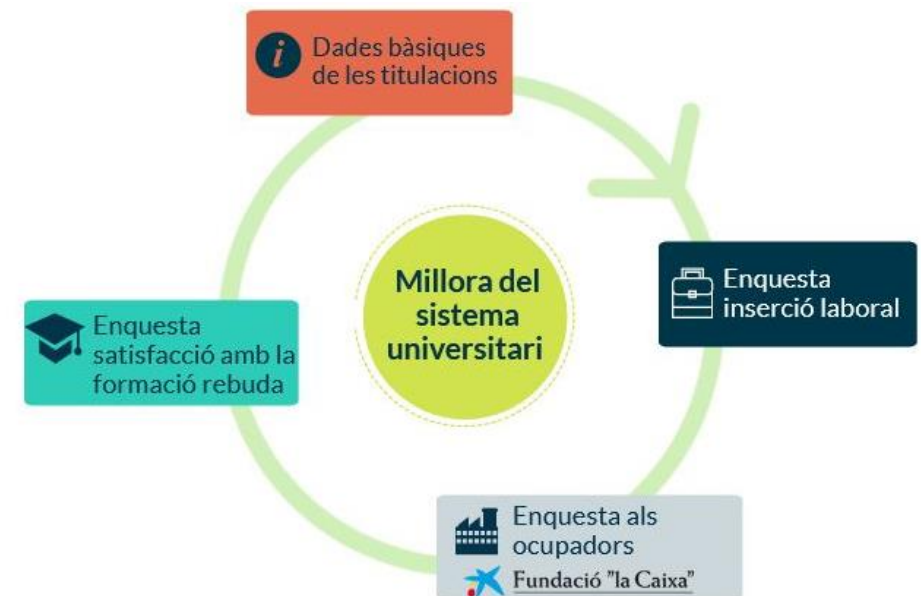 Dades bàsiques
de les titulacions
Enquesta
inserció laboral
Millora del
sistema
universitari
Enquesta
satisfacció amb la
formació rebuda
Enquesta als
ocupadors
Fundació "la Caixa"